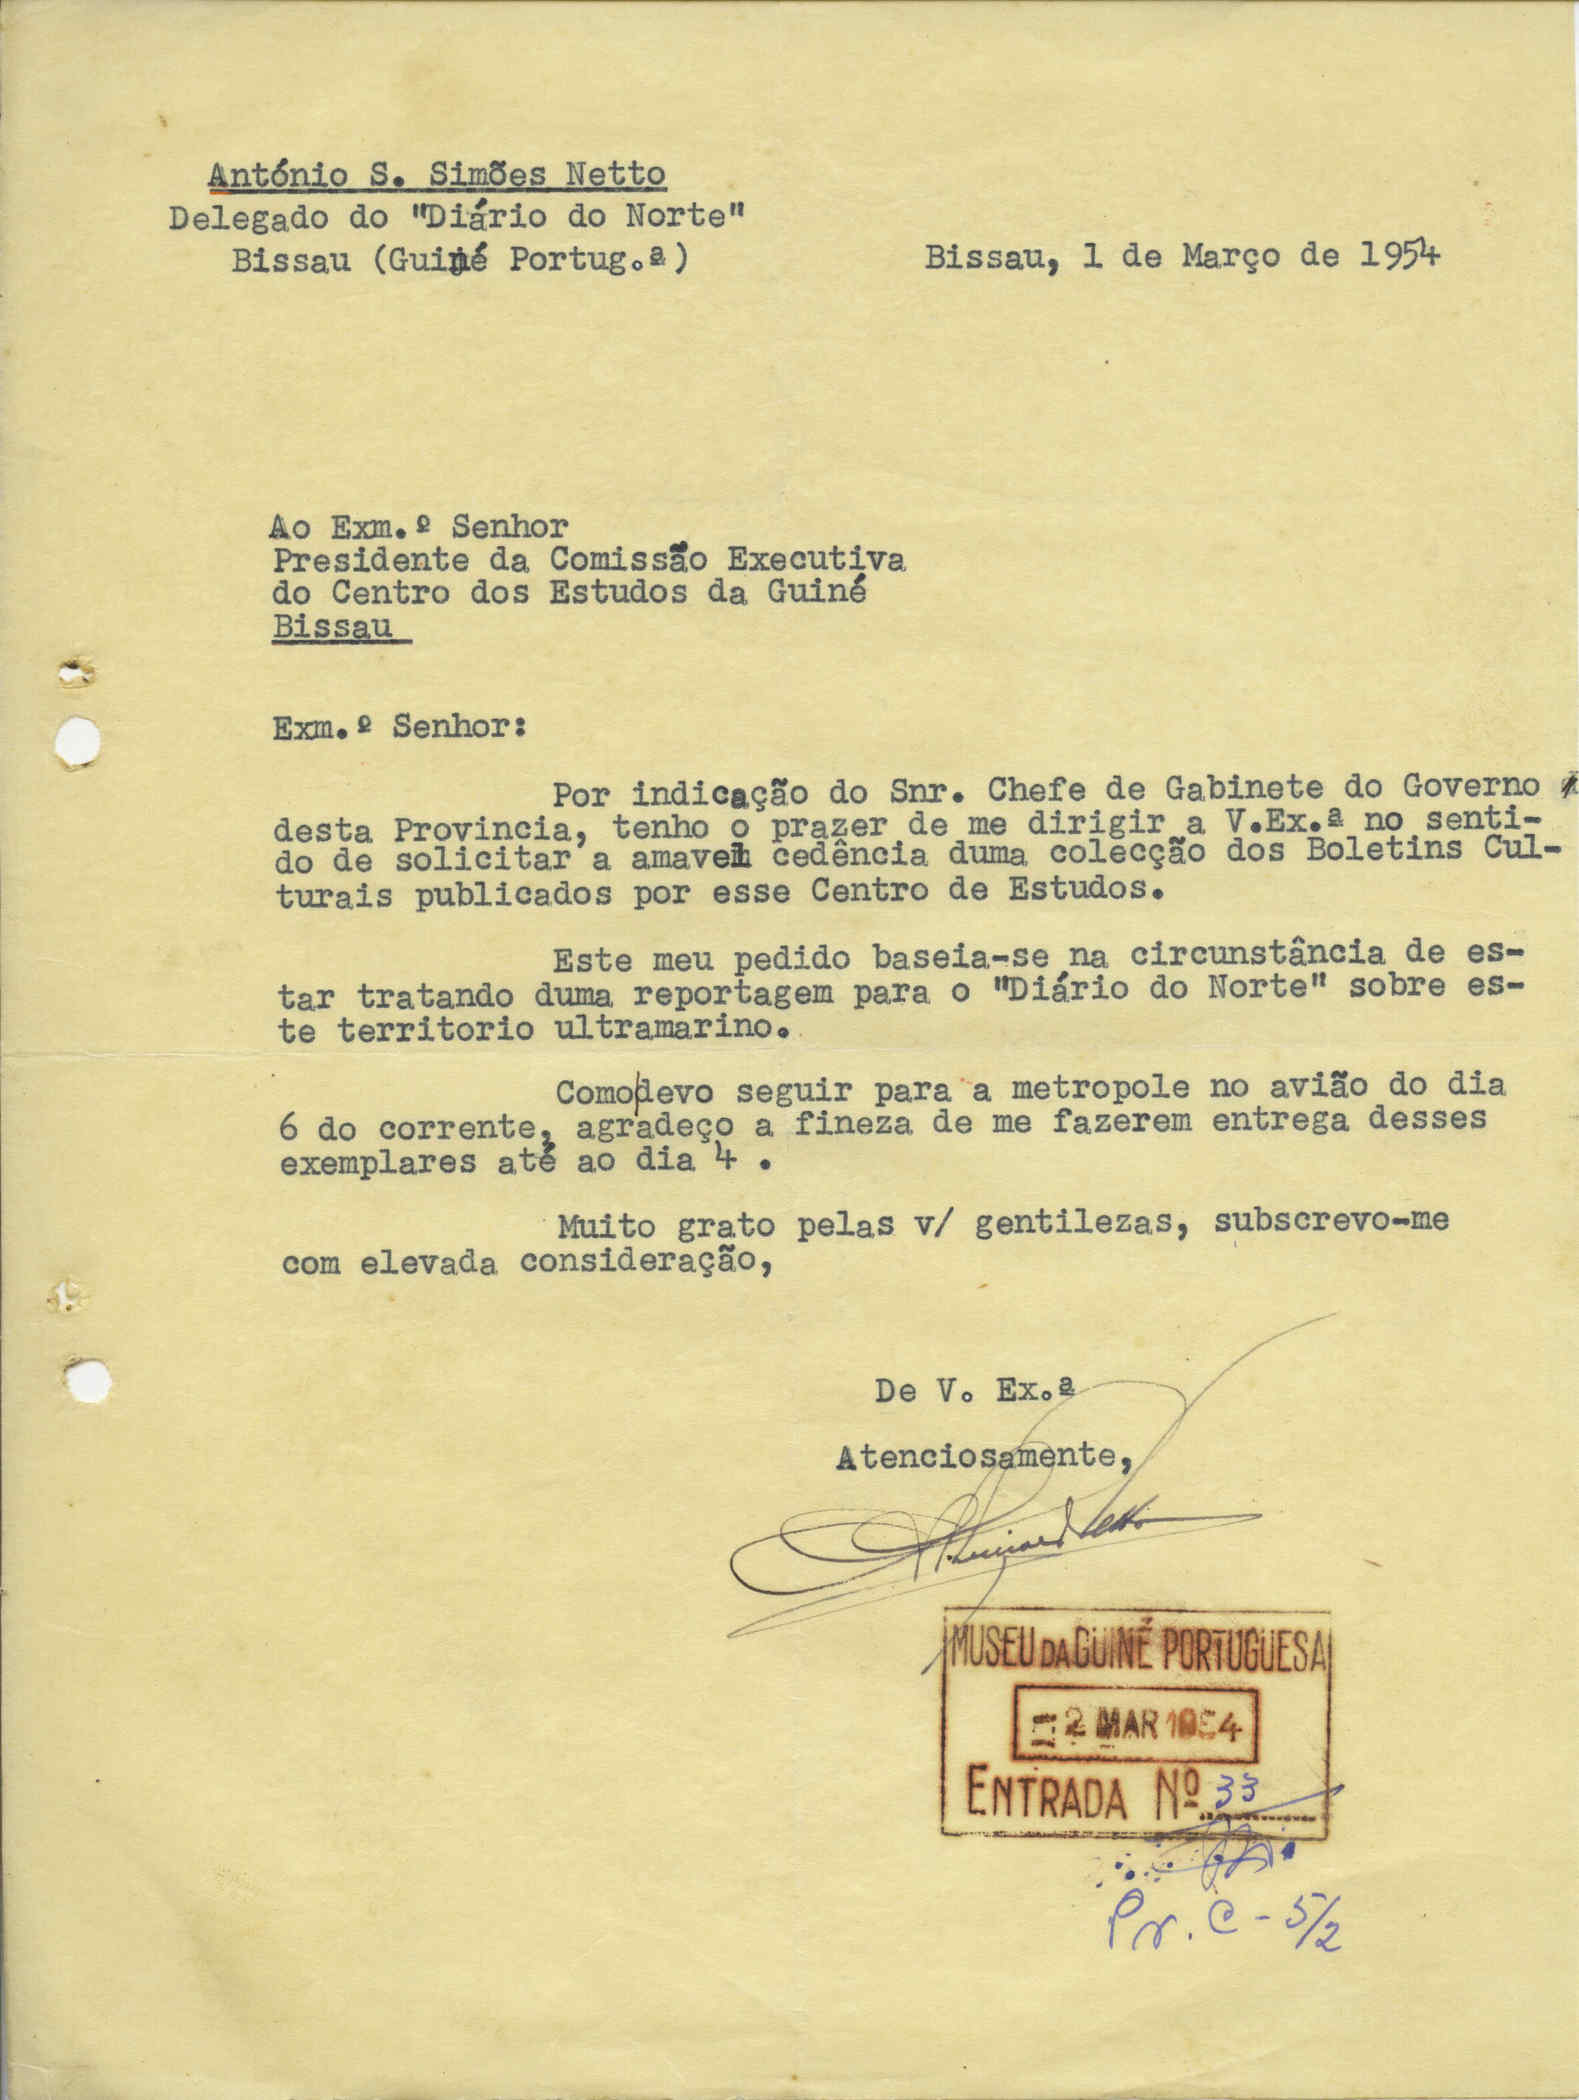 António S. Simões Netto
Delegado do "Diário do Norte"
Bissau (Guiné Portug.ª)
Bissau, 1 de Março de 1954
Ao Exm.º Senhor
Presidente da Comissão Executiva
do Centro dos Estudos da Guiné
Bissau
Exm.º Senhor:
Por indicação do Snr. Chefe de Gabinete do Governo
desta Provincia, tenho o prazer de me dirigir a V.Ex.ª no senti-
do de solicitar a amavel cedência duma colecção dos Boletins Cul-
turais publicados por esse Centro de Estudos.
Este meu pedido baseia-se na circunstância de es-
tar tratando duma reportagem para o "Diário do Norte" sobre es-
te territorio ultramarino.
Como devo seguir para a metropole no avião do dia
6 do corrente, agradeço a fineza de me fazerem entrega desses
exemplares até ao dia 4 .
Muito grato pelas v/ gentilezas, subscrevo-me
com elevada consideração,
De V. Ex.ª
Atenciosamente,
MUSEU DA GUINÉ PORTUGUESA
2 MAR 1954
ENTRADA Nº 33
Pr. C - 5/2